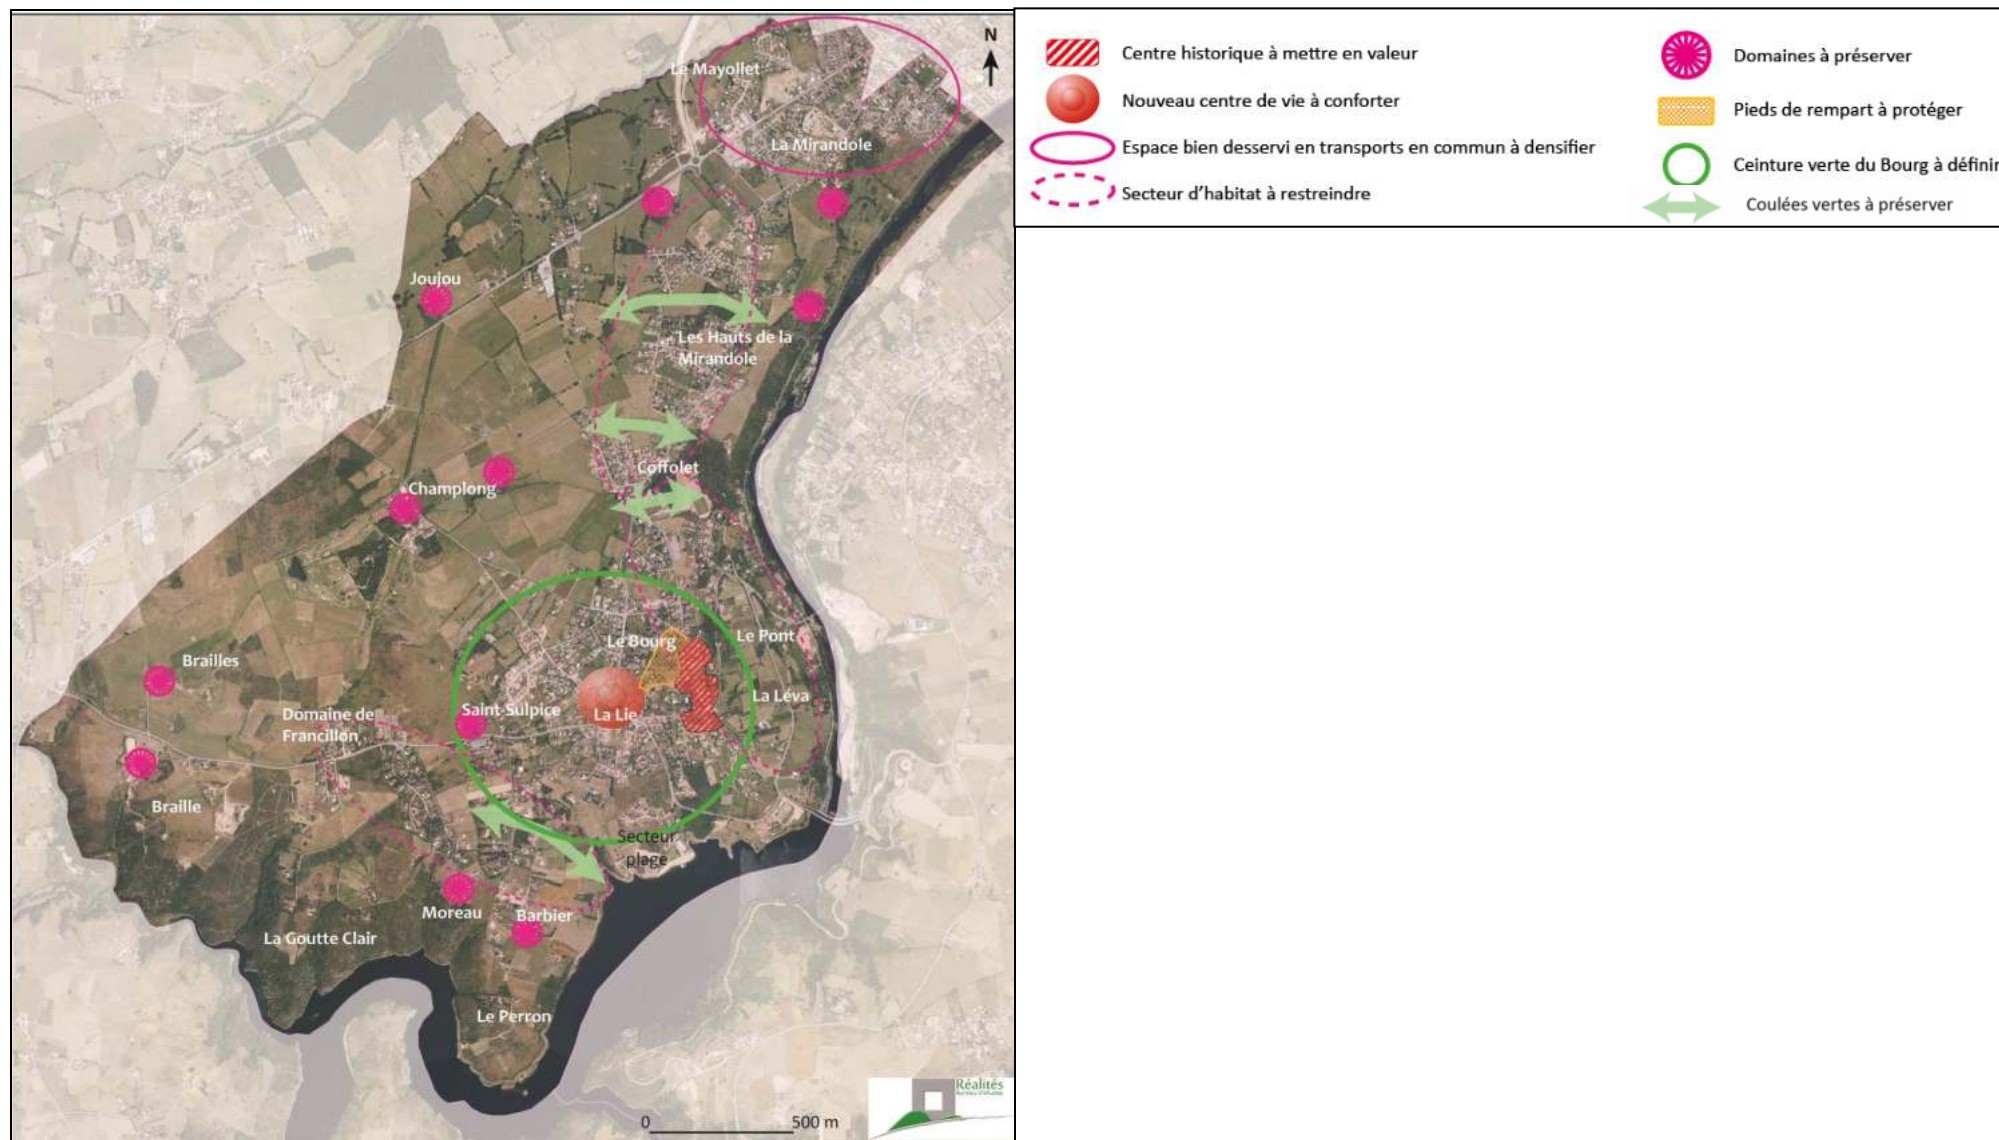 N
Le Mayollet
La Mirandole
Joujou
Les Hauts de la
Mirandole
Coffolet
Champlong
Le Bourg
Le Pont
Brailles
La Léva
Saint-Sulpice
La Lie
Domaine de
Francillon
Braille
Secteur
plage
Moreau
Barbier
La Goutte Clair
Le Perron
0
500 m
Réalités
Centre historique à mettre en valeur
Nouveau centre de vie à conforter
Espace bien desservi en transports en commun à densifier
Secteur d'habitat à restreindre
Domaines à préserver
Pieds de rempart à protéger
Ceinture verte du Bourg à définir
Coulées vertes à préserver